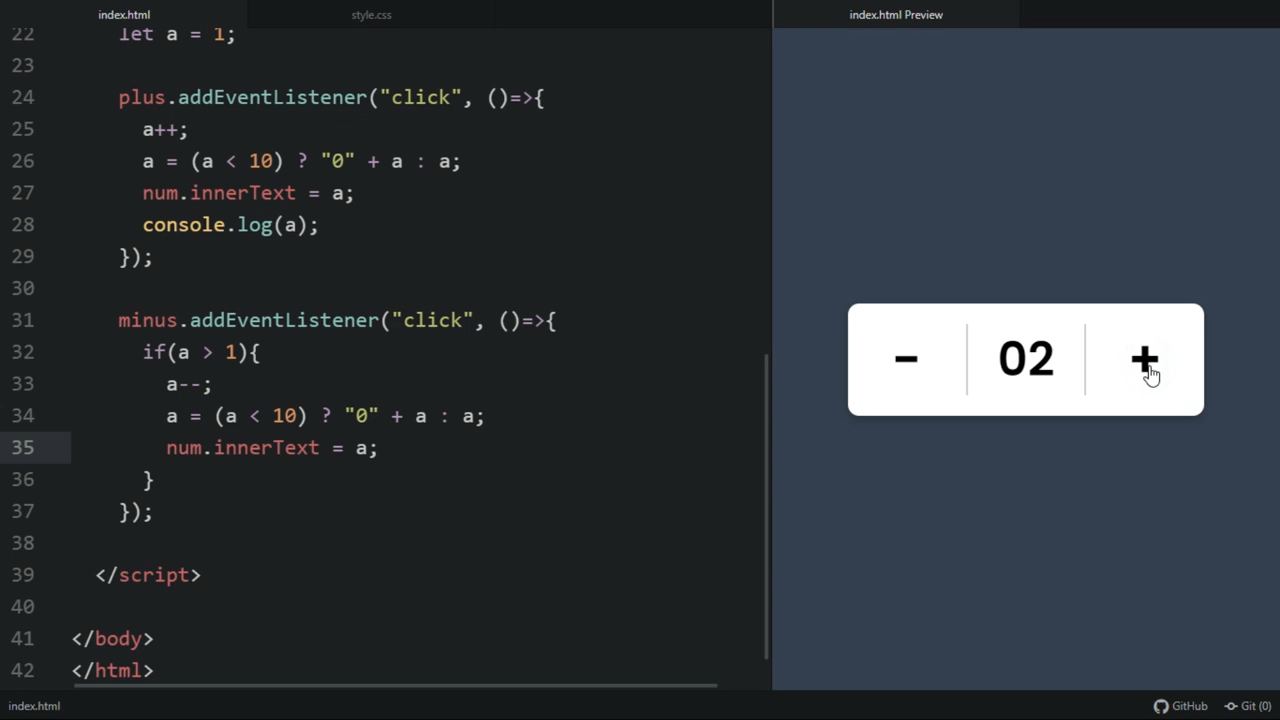 index.html
style.css
index.html Preview
22 let a = 1;
23
24 plus.addEventListener("click", ()=>{
25 a++;
26 a = (a < 10) ? "0" + a : a;
27 num.innerText = a;
28 console.log(a);
29 });
30
31 minus.addEventListener("click", ()=>{
32 if(a > 1){
33 a--;
34 a = (a < 10) ? "0" + a : a;
35 num.innerText = a;
36 }
37 });
38
39 </script>
40
41 </body>
42 </html>
- 02 +
index.html
GitHub
Git (0)